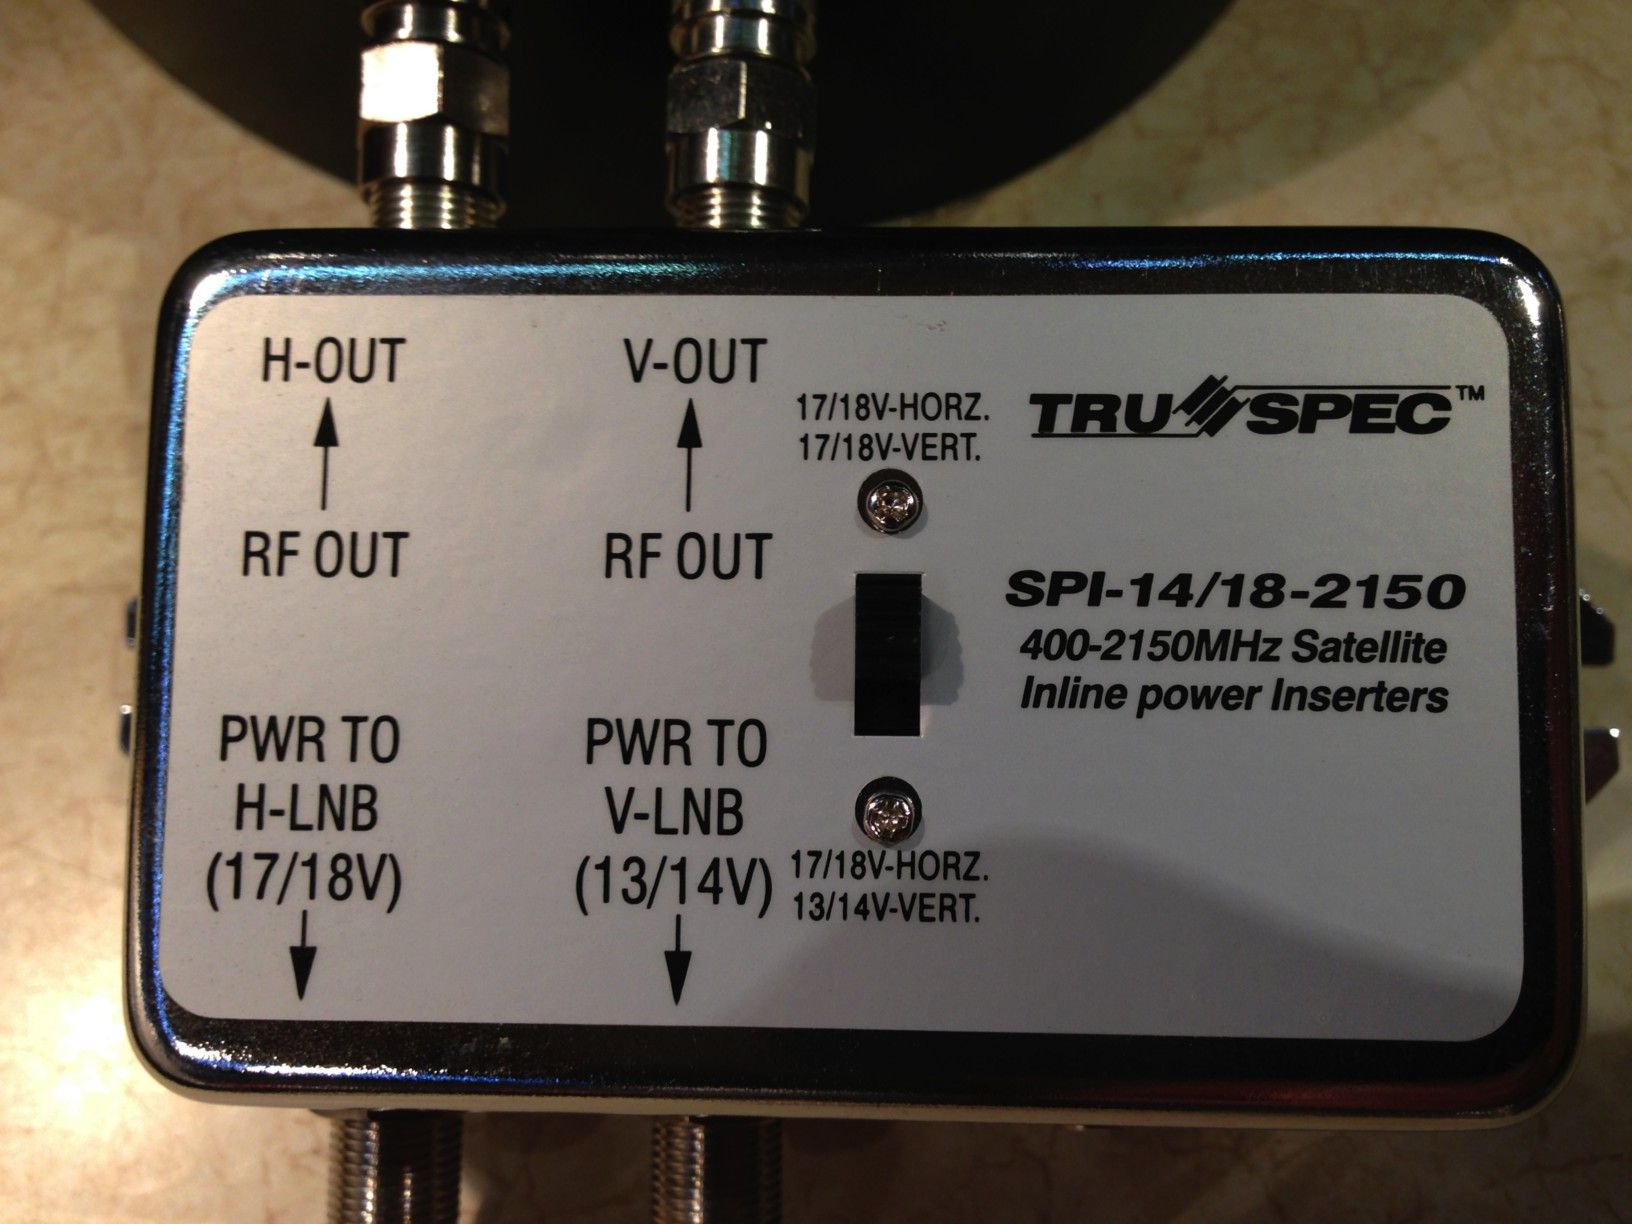 H-OUT
RF OUT
PWR TO
H-LNB
(17/18V)
V-OUT
RF OUT
PWR TO
V-LNB
(13/14V)
17/18V-HORZ.
17/18V-VERT.
17/18V-HORZ.
13/14V-VERT.
TRU SPEC™
SPI-14/18-2150
400-2150MHz Satellite
Inline power Inserters